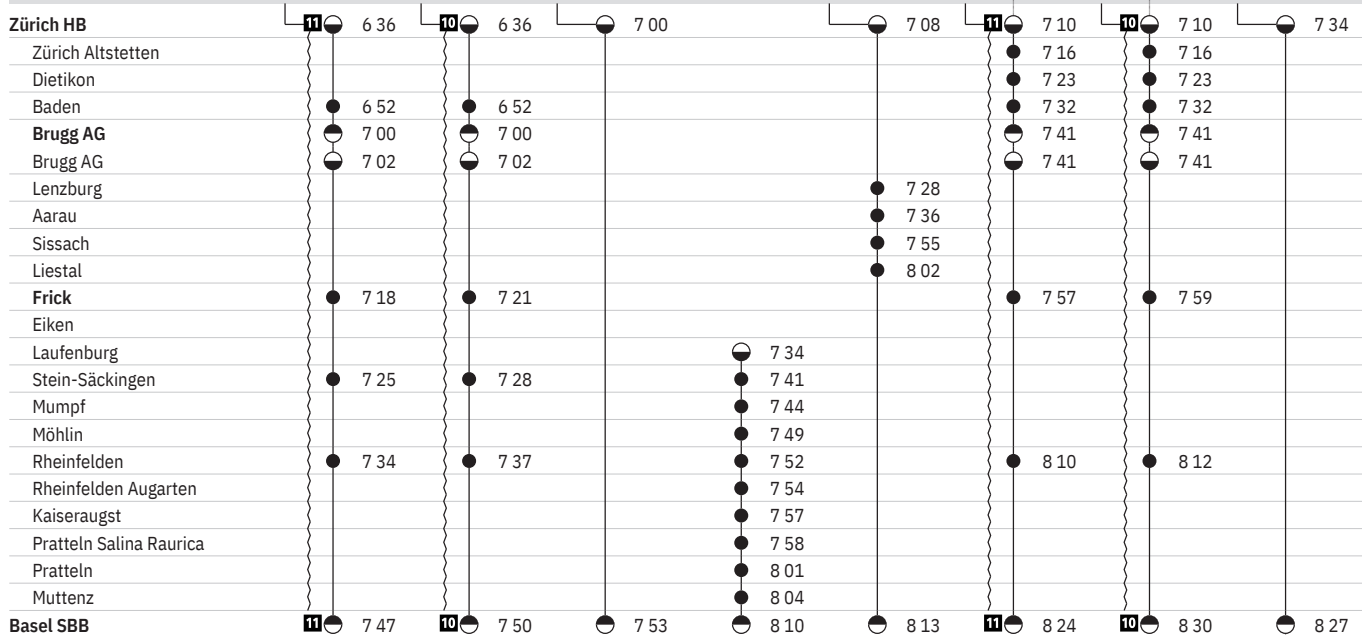 Zürich HB 11 6 36 10 6 36 7 00 7 08 11 7 10 10 7 10 7 34
Zürich Altstetten 7 16 7 16
Dietikon 7 23 7 23
Baden 6 52 6 52 7 32 7 32
Brugg AG 7 00 7 00 7 41 7 41
Brugg AG 7 02 7 02 7 41 7 41
Lenzburg 7 28
Aarau 7 36
Sissach 7 55
Liestal 8 02
Frick 7 18 7 21 7 57 7 59
Eiken
Laufenburg 7 34
Stein-Säckingen 7 25 7 28 7 41
Mumpf 7 44
Möhlin 7 49
Rheinfelden 7 34 7 37 7 52 8 10 8 12
Rheinfelden Augarten 7 54
Kaiseraugst 7 57
Pratteln Salina Raurica 7 58
Pratteln 8 01
Muttenz 8 04
Basel SBB 11 7 47 10 7 50 7 53 8 10 8 13 11 8 24 10 8 30 8 27